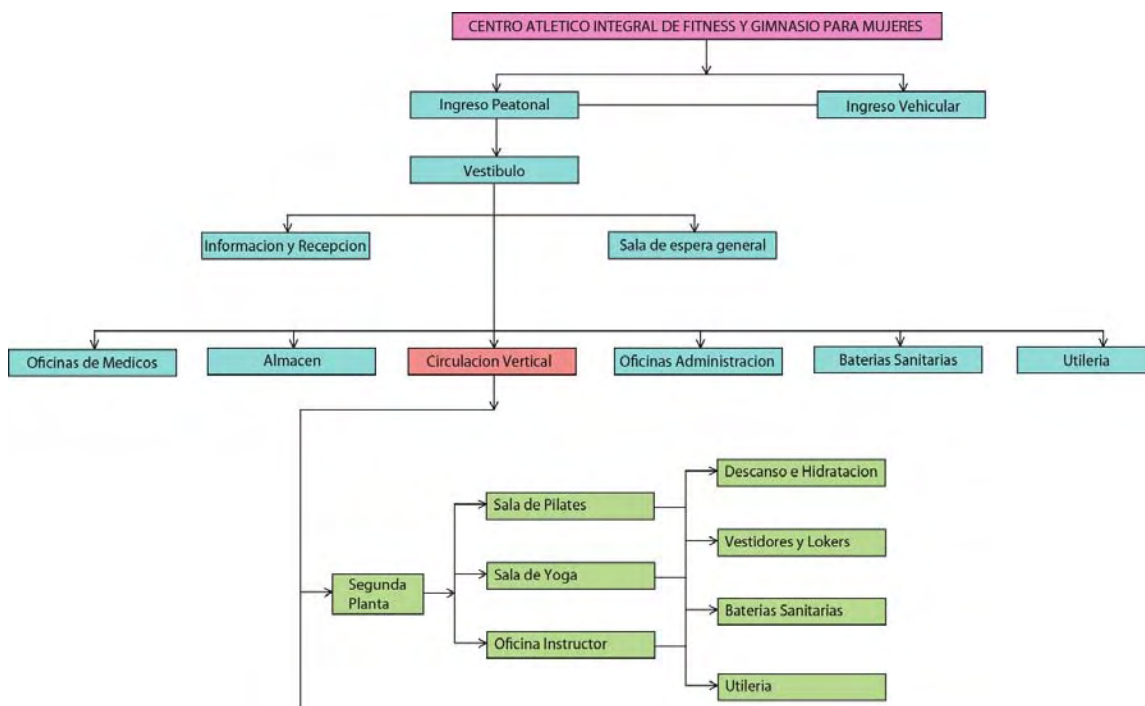 CENTRO ATLETICO INTEGRAL DE FITNESS Y GIMNASIO PARA MUJERES
Ingreso Peatonal
Ingreso Vehicular
Vestibulo
Informacion y Recepcion
Sala de espera general
Oficinas de Medicos
Almacen
Circulacion Vertical
Oficinas Administracion
Baterias Sanitarias
Utileria
Segunda
Planta
Sala de Pilates
Sala de Yoga
Oficina Instructor
Descanso e Hidratacion
Vestidores y Lokers
Baterias Sanitarias
Utileria